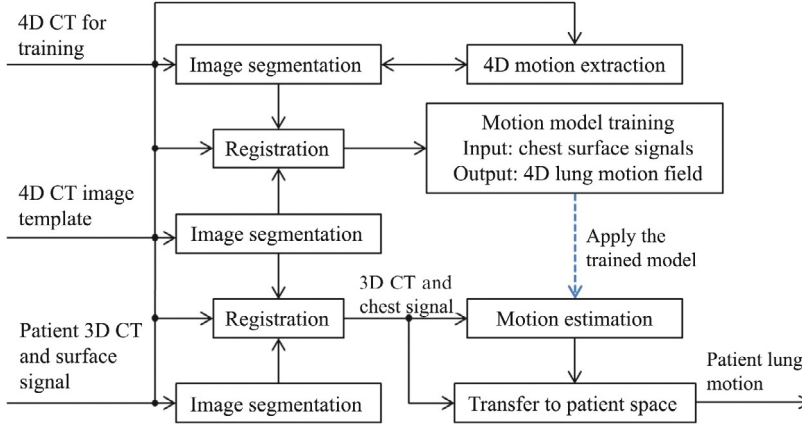 4D CT for
training
Image segmentation
4D motion extraction
Registration
Motion model training
Input: chest surface signals
Output: 4D lung motion field
4D CT image
template
Image segmentation
Apply the
trained model
3D CT and
chest signal
Registration
Motion estimation
Patient 3D CT
and surface
signal
Image segmentation
Transfer to patient space
Patient lung
motion